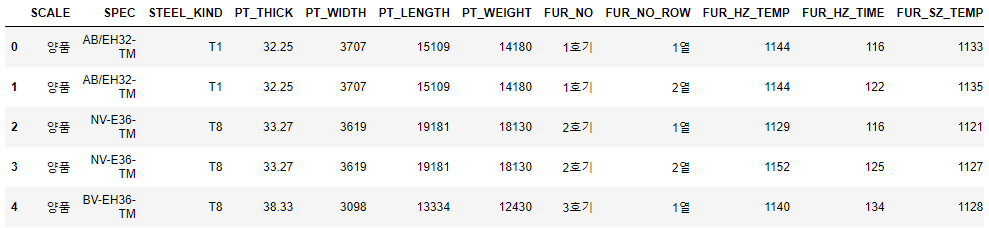 SCALE SPEC STEEL_KIND PT_THICK PT_WIDTH PT_LENGTH PT_WEIGHT FUR_NO FUR_NO_ROW FUR_HZ_TEMP FUR_HZ_TIME FUR_SZ_TEMP
0 양품 AB/EH32-TM T1 32.25 3707 15109 14180 1호기 1열 1144 116 1133
1 양품 AB/EH32-TM T1 32.25 3707 15109 14180 1호기 2열 1144 122 1135
2 양품 NV-E36-TM T8 33.27 3619 19181 18130 2호기 1열 1129 116 1121
3 양품 NV-E36-TM T8 33.27 3619 19181 18130 2호기 2열 1152 125 1127
4 양품 BV-EH36-TM T8 38.33 3098 13334 12430 3호기 1열 1140 134 1128